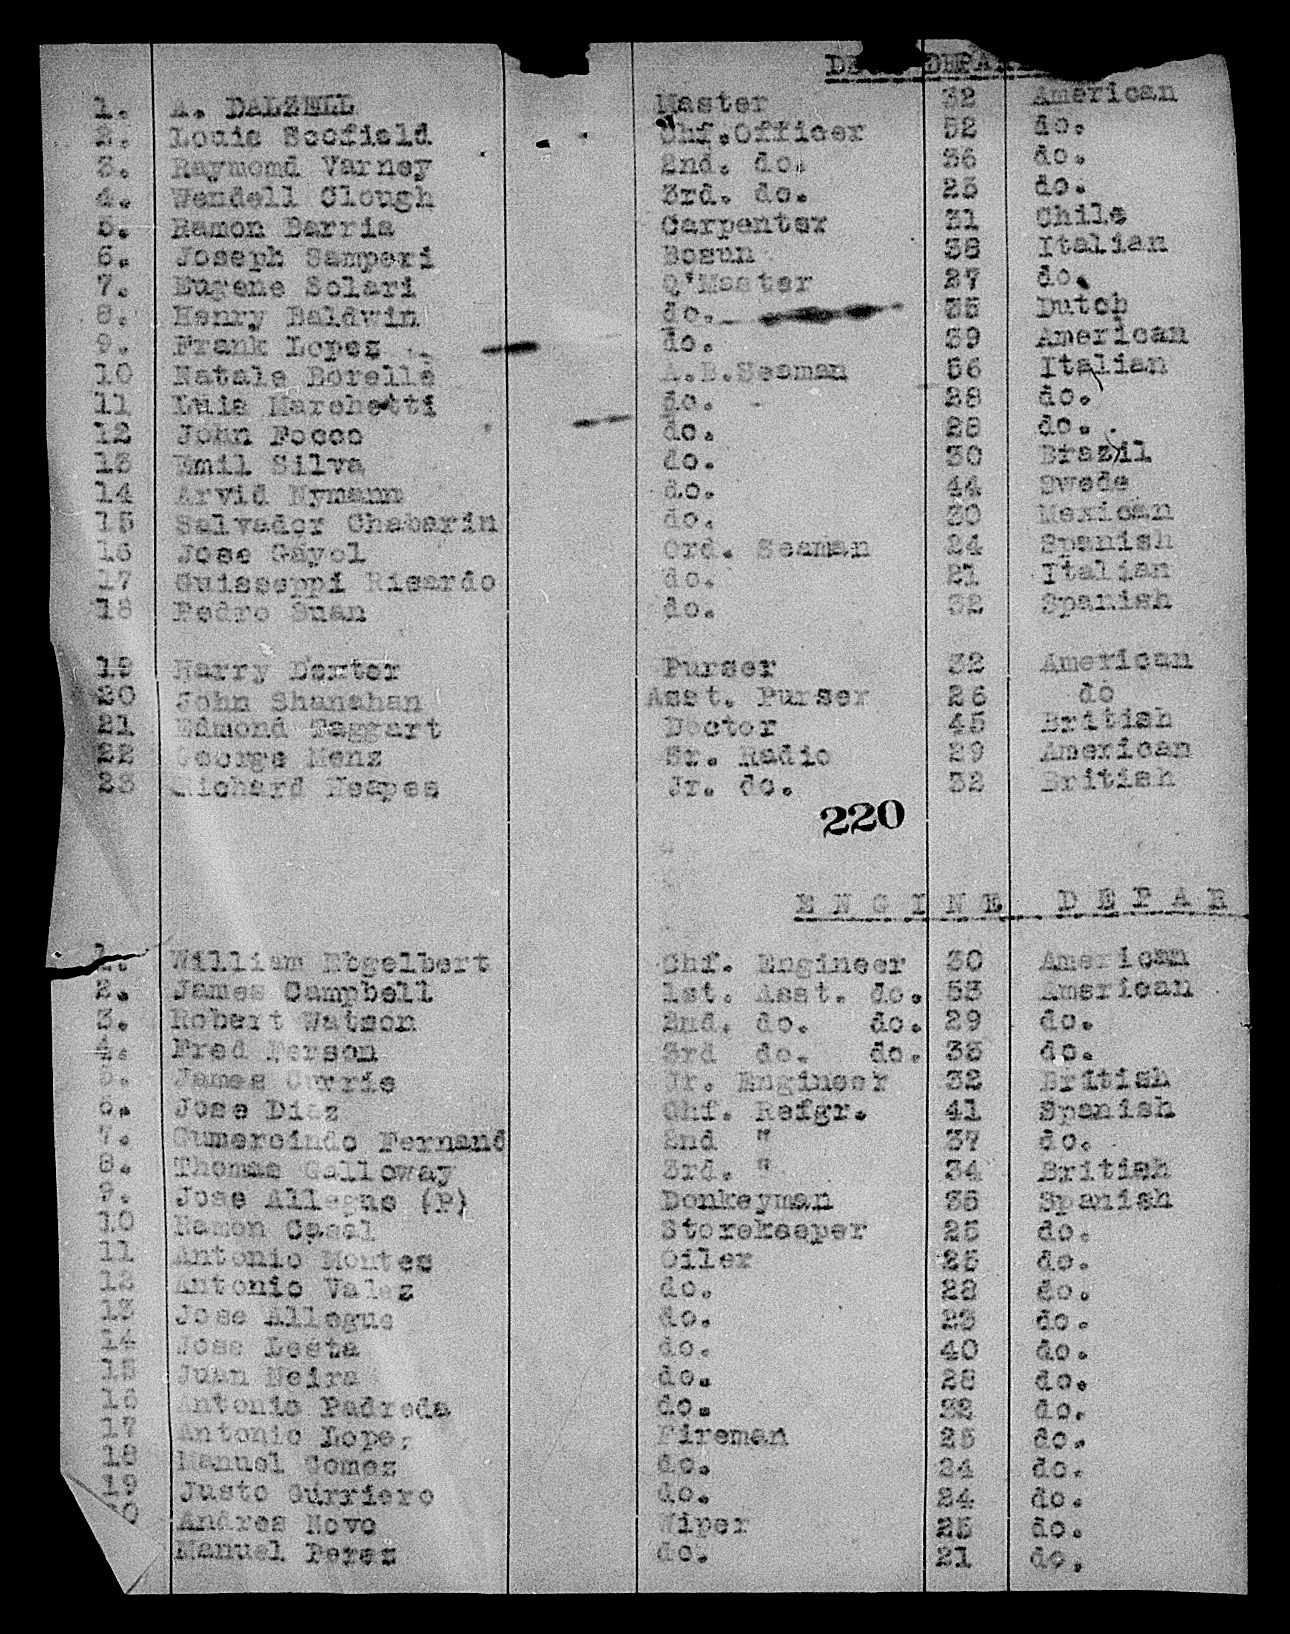 DECK DEPAR
1. A. DALZELL Master 32 American
2. Louis Scofield Chf.Officer 52 do.
3. Raymond Varney 2nd. do. 36 do.
4. Wendell Clough 3rd. do. 23 do.
5. Ramon Barria Carpenter 31 Chile
6. Joseph Samperi Bosun 38 Italian
7. Eugene Solari Q'Master 27 do.
8. Henry Baldwin do. 35 Dutch
9. Frank Lopez do. 39 American
10 Natale Borelle A.B.Seaman 56 Italian
11 Luis Marchetti do. 28 do.
12 John Focco do. 28 do.
13 Emil Silva do. 30 Brazil
14 Arvid Nymann do. 44 Swede
15 Salvador Chabarin do. 30 Mexican
16 Jose Gayol Ord. Seaman 24 Spanish
17 Guisseppi Ricardo do. 21 Italian
18 Pedro Suan do. 32 Spanish
19 Harry Dexter Purser 32 American
20 John Shanahan Asst. Purser 26 do
21 Edmond Taggart Doctor 45 British
22 George Menz Sr. Radio 29 American
23 Richard Heapes Jr. do. 32 British
220
ENGINE DEPAR
1. William Engelbert Chf. Engineer 30 American
2. James Campbell 1st. Asst. do. 53 American
3. Robert Watson 2nd. do. do. 29 do.
4. Fred Person 3rd do. do. 33 do.
5. James Currie Jr. Engineer 32 British
6. Jose Diaz Chf. Refgr. 41 Spanish
7. Gumersindo Fernand 2nd " 37 do.
8. Thomas Galloway 3rd. " 34 British
9. Jose Allegue (P) Donkeyman 36 Spanish
10 Ramon Casal Storekeeper 25 do.
11 Antonio Montes Oiler 25 do.
12 Antonio Valez do. 28 do.
13 Jose Allegue do. 23 do.
14 Jose Lesta do. 40 do.
15 Juan Neira do. 28 do.
16 Antonio Padreda do. 32 do.
17 Antonio Lopez Fireman 25 do.
18 Manuel Gomez do. 24 do.
19 Justo Gurriero do. 24 do.
20 Andres Novo Wiper 25 do.
Manuel Perez do. 21 do.